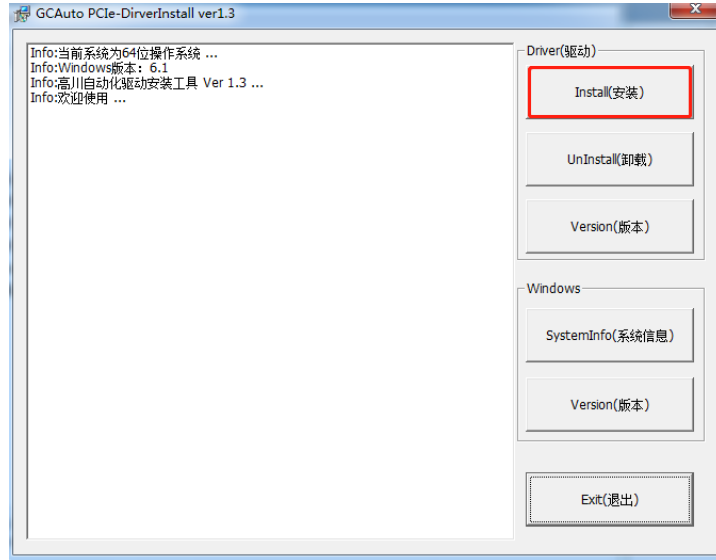 GCAuto PCIe-DirverInstall ver1.3
Info:当前系统为64位操作系统 ...
Info:Windows版本：6.1
Info:高川自动化驱动安装工具 Ver 1.3 ...
Info:欢迎使用 ...
Driver(驱动)
Install(安装)
UnInstall(卸载)
Version(版本)
Windows
SystemInfo(系统信息)
Version(版本)
Exit(退出)